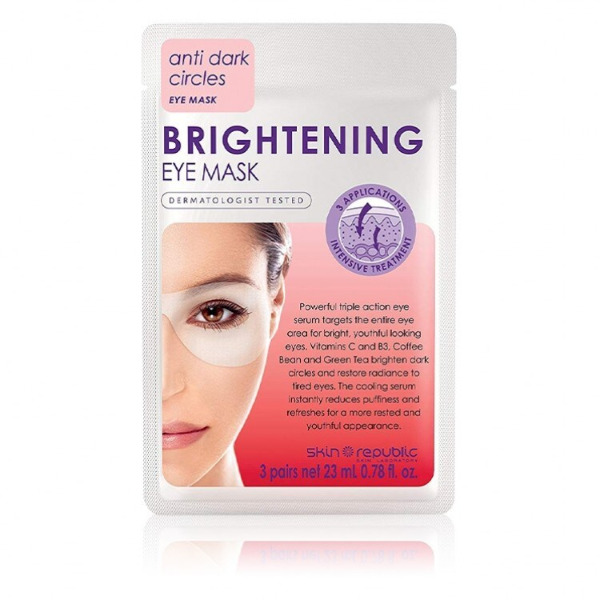 anti dark
circles
EYE MASK
BRIGHTENING
EYE MASK
DERMATOLOGIST TESTED
3 APPLICATIONS
INTENSIVE TREATMENT
Powerful triple action eye
serum targets the entire eye
area for bright, youthful looking
eyes. Vitamins C and B3, Coffee
Bean and Green Tea brighten dark
circles and restore radiance to
tired eyes. The cooling serum
instantly reduces puffiness and
refreshes for a more rested and
youthful appearance.
skin republic
SKIN LABORATORY
3 pairs net 23 mL 0.78 fl. oz.